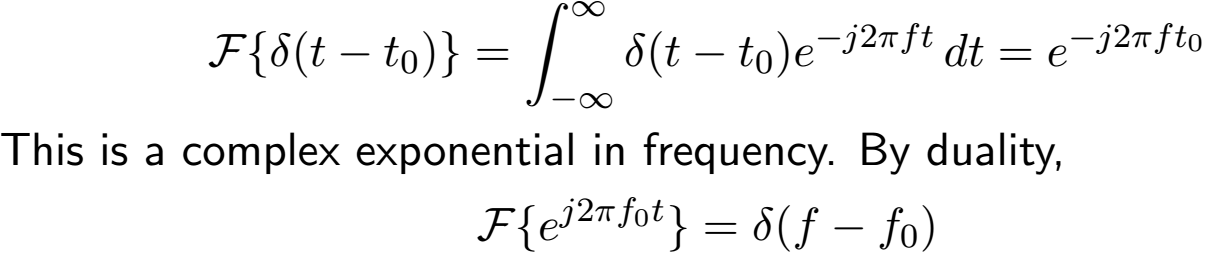 ℱ{δ(t − t₀)} = ∫_{−∞}^{∞} δ(t − t₀)e^{−j2πft} dt = e^{−j2πft₀}
This is a complex exponential in frequency. By duality,
ℱ{e^{j2πf₀t}} = δ(f − f₀)